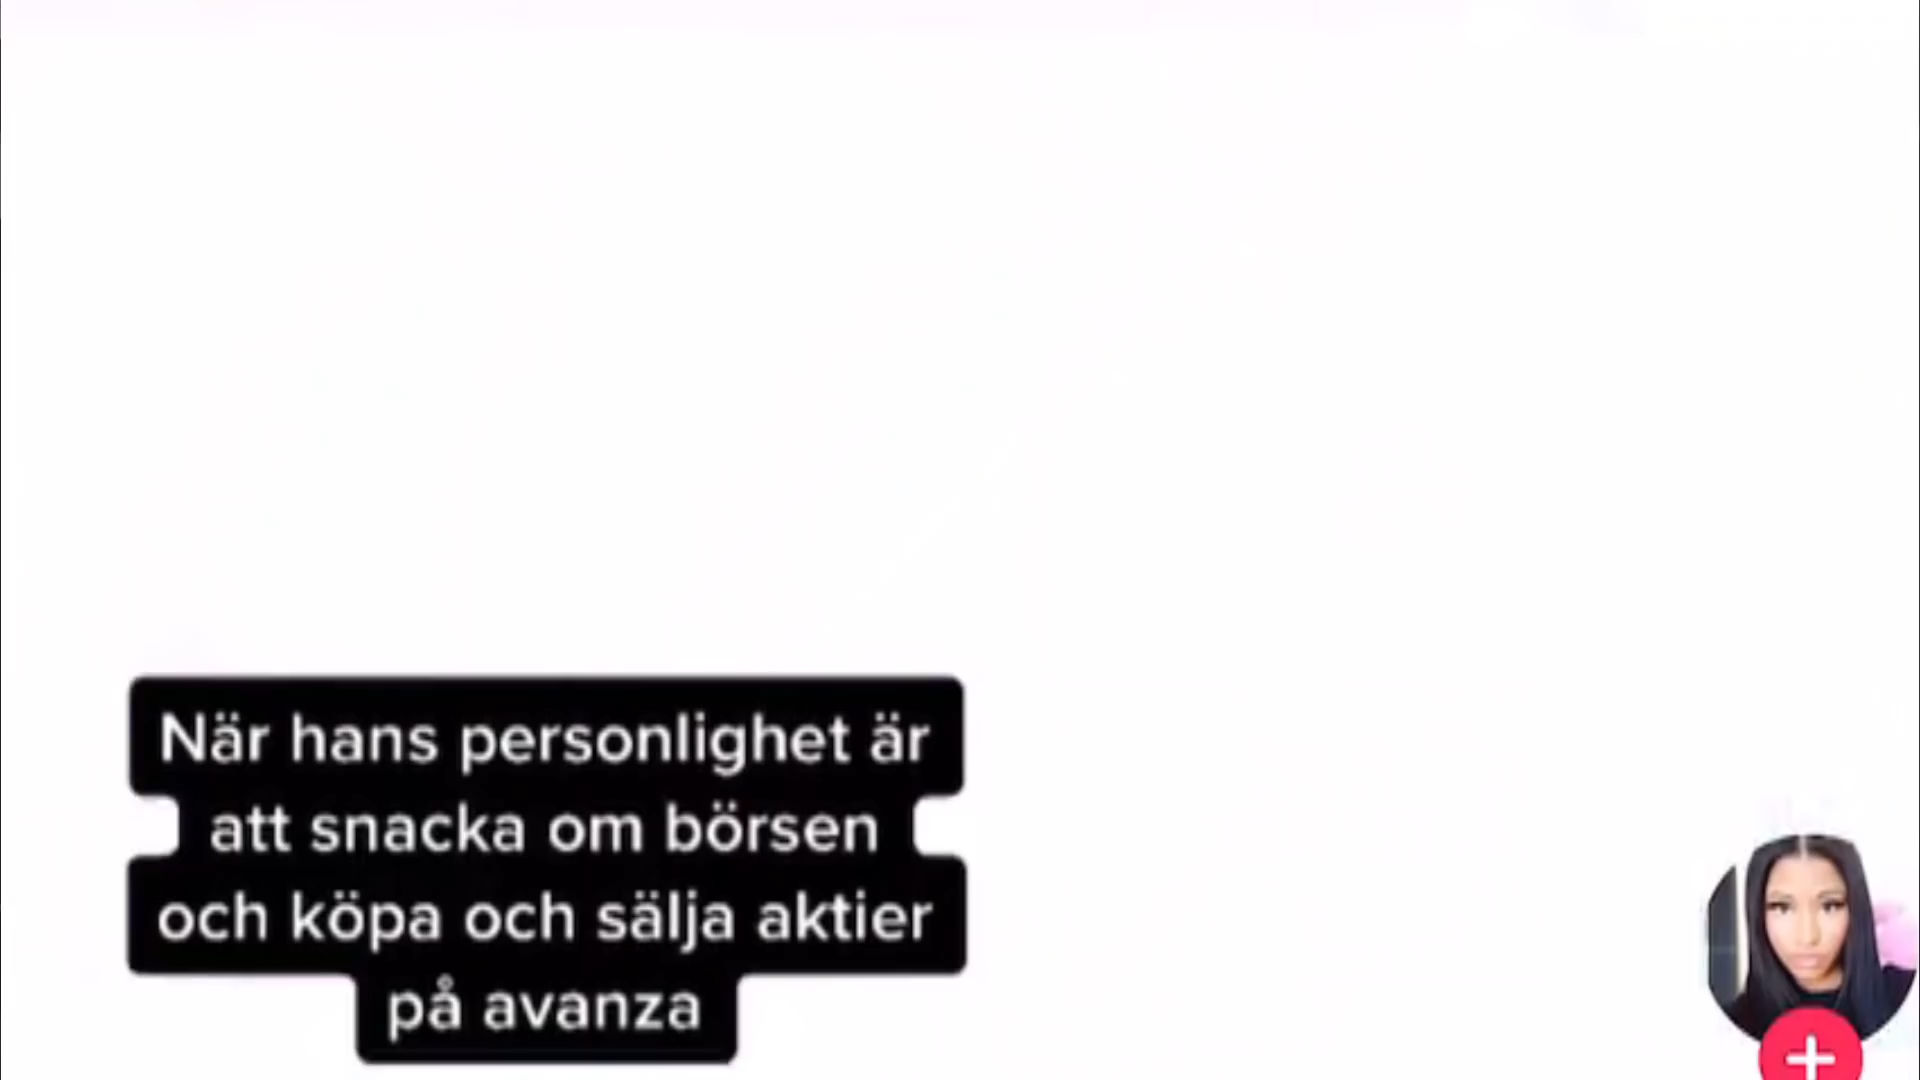 När hans personlighet är
att snacka om börsen
och köpa och sälja aktier
på avanza